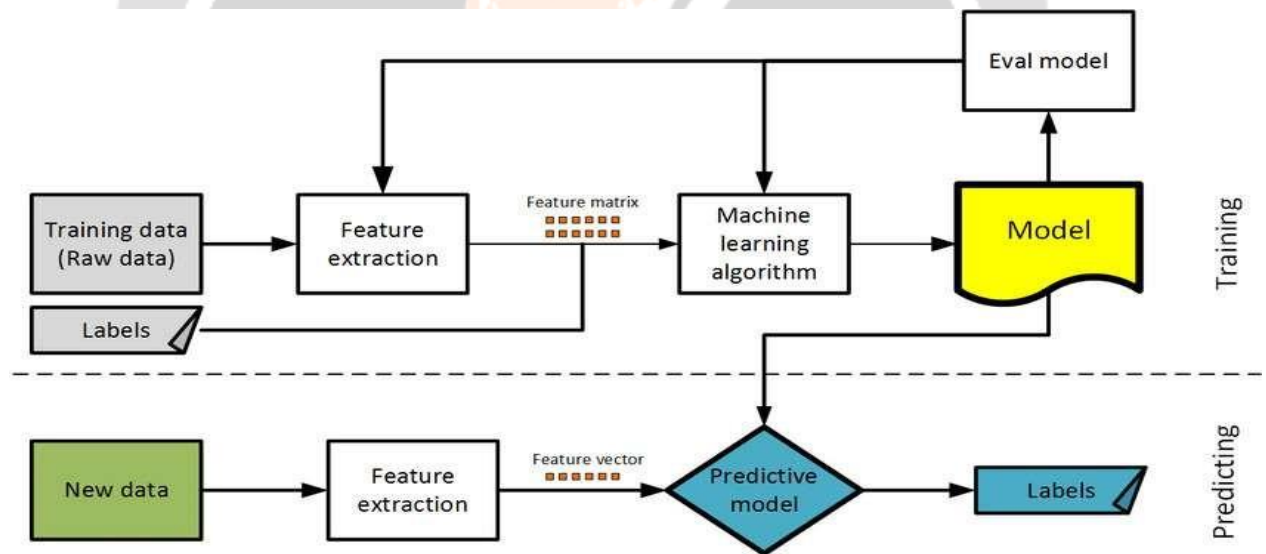 Eval model
Training data
(Raw data)
Feature
extraction
Feature matrix
Machine
learning
algorithm
Model
Training
Labels
New data
Feature
extraction
Feature vector
Predictive
model
Labels
Predicting